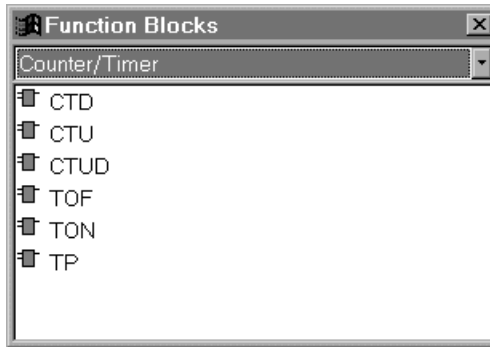 Function Blocks
Counter/Timer
CTD
CTU
CTUD
TOF
TON
TP